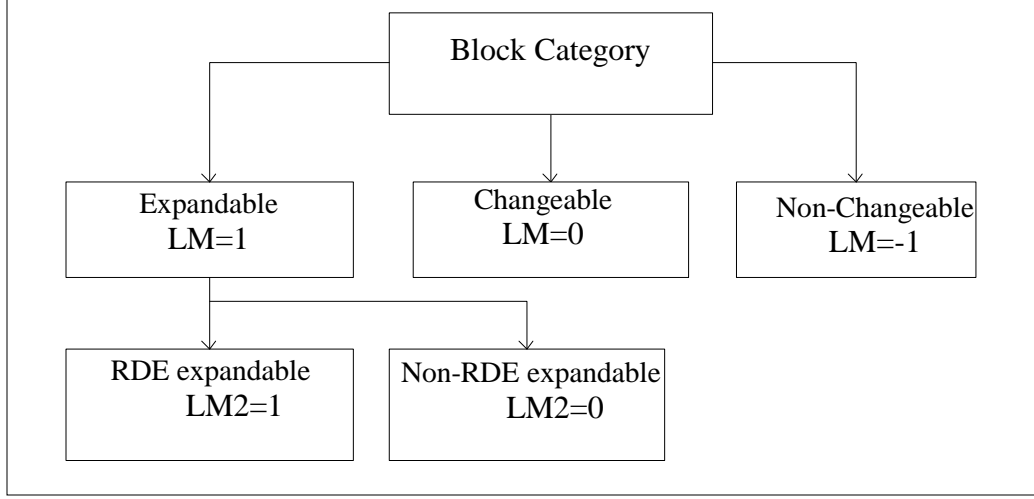 Block Category
Expandable
LM=1
Changeable
LM=0
Non-Changeable
LM=-1
RDE expandable
LM2=1
Non-RDE expandable
LM2=0